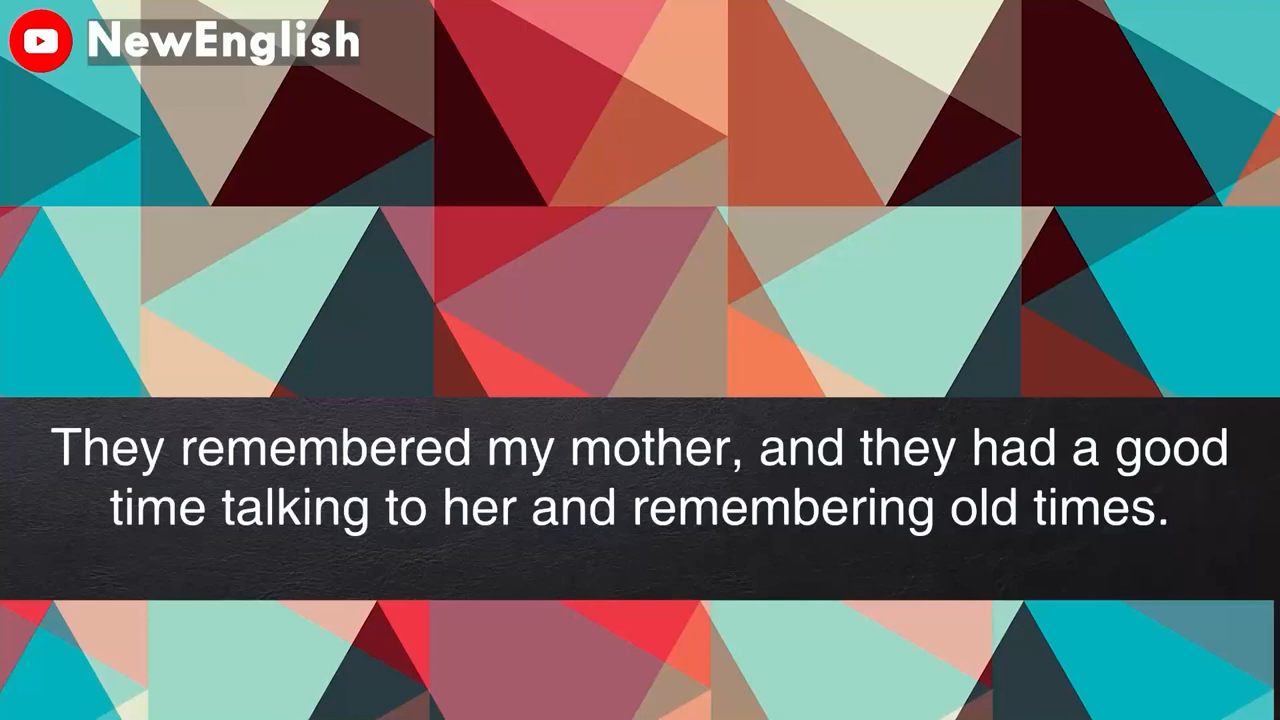 NewEnglish
They remembered my mother, and they had a good
time talking to her and remembering old times.